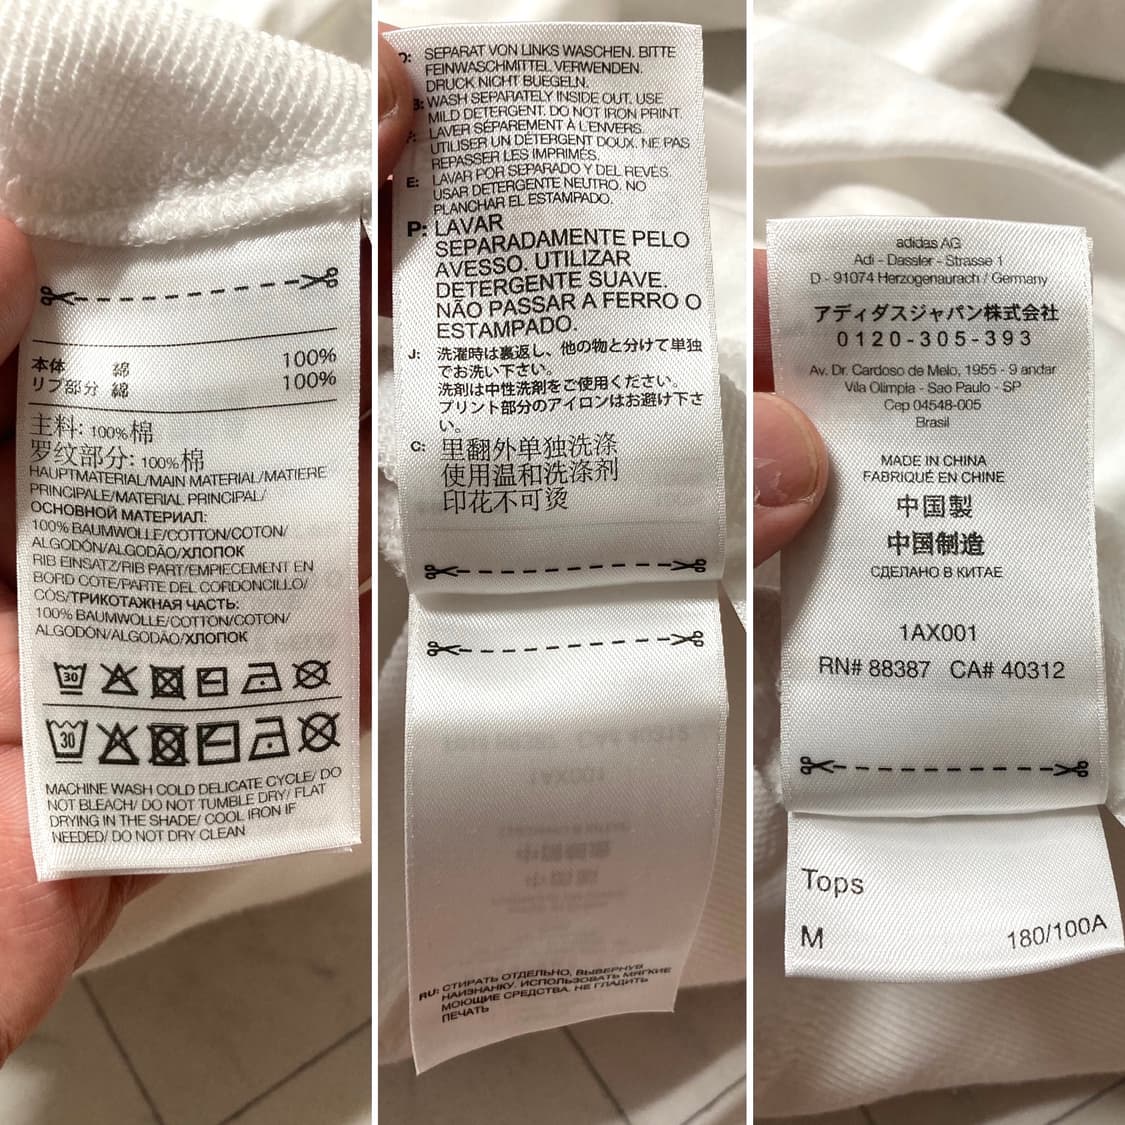 本体 綿 100%
リブ部分 綿 100%
主料: 100%棉
罗纹部分: 100%棉
HAUPTMATERIAL/MAIN MATERIAL/MATIERE
PRINCIPALE/MATERIAL PRINCIPAL/
ОСНОВНОЙ МАТЕРИАЛ:
100% BAUMWOLLE/COTTON/COTON/
ALGODÓN/ALGODÃO/ХЛОПОК
RIB EINSATZ/RIB PART/EMPIECEMENT EN
BORD COTE/PARTE DEL CORDONCILLO/
COS/ТРИКОТАЖНАЯ ЧАСТЬ:
100% BAUMWOLLE/COTTON/COTON/
ALGODÓN/ALGODÃO/ХЛОПОК
30
30
MACHINE WASH COLD DELICATE CYCLE/ DO
NOT BLEACH/ DO NOT TUMBLE DRY/ FLAT
DRYING IN THE SHADE/ COOL IRON IF
NEEDED/ DO NOT DRY CLEAN
D: SEPARAT VON LINKS WASCHEN. BITTE
FEINWASCHMITTEL VERWENDEN.
DRUCK NICHT BUEGELN.
B: WASH SEPARATELY INSIDE OUT. USE
MILD DETERGENT. DO NOT IRON PRINT.
F: LAVER SÉPAREMENT À L'ENVERS.
UTILISER UN DÉTERGENT DOUX. NE PAS
REPASSER LES IMPRIMÉS.
E: LAVAR POR SEPARADO Y DEL REVÉS.
USAR DETERGENTE NEUTRO. NO
PLANCHAR EL ESTAMPADO.
P: LAVAR
SEPARADAMENTE PELO
AVESSO. UTILIZAR
DETERGENTE SUAVE.
NÃO PASSAR A FERRO O
ESTAMPADO.
J: 洗濯時は裏返し、他の物と分けて単独
でお洗い下さい。
洗剤は中性洗剤をご使用ください。
プリント部分のアイロンはお避け下さ
い。
C: 里翻外单独洗涤
使用温和洗涤剂
印花不可烫
RU: СТИРАТЬ ОТДЕЛЬНО, ВЫВЕРНУВ
НАИЗНАНКУ. ИСПОЛЬЗОВАТЬ МЯГКИЕ
МОЮЩИЕ СРЕДСТВА. НЕ ГЛАДИТЬ
ПЕЧАТЬ
adidas AG
Adi - Dassler - Strasse 1
D - 91074 Herzogenaurach / Germany
アディダスジャパン株式会社
0120-305-393
Av. Dr. Cardoso de Melo, 1955 - 9 andar
Vila Olimpia - Sao Paulo - SP
Cep 04548-005
Brasil
MADE IN CHINA
FABRIQUÉ EN CHINE
中国製
中国制造
СДЕЛАНО В КИТАЕ
1AX001
RN# 88387 CA# 40312
Tops
M 180/100A